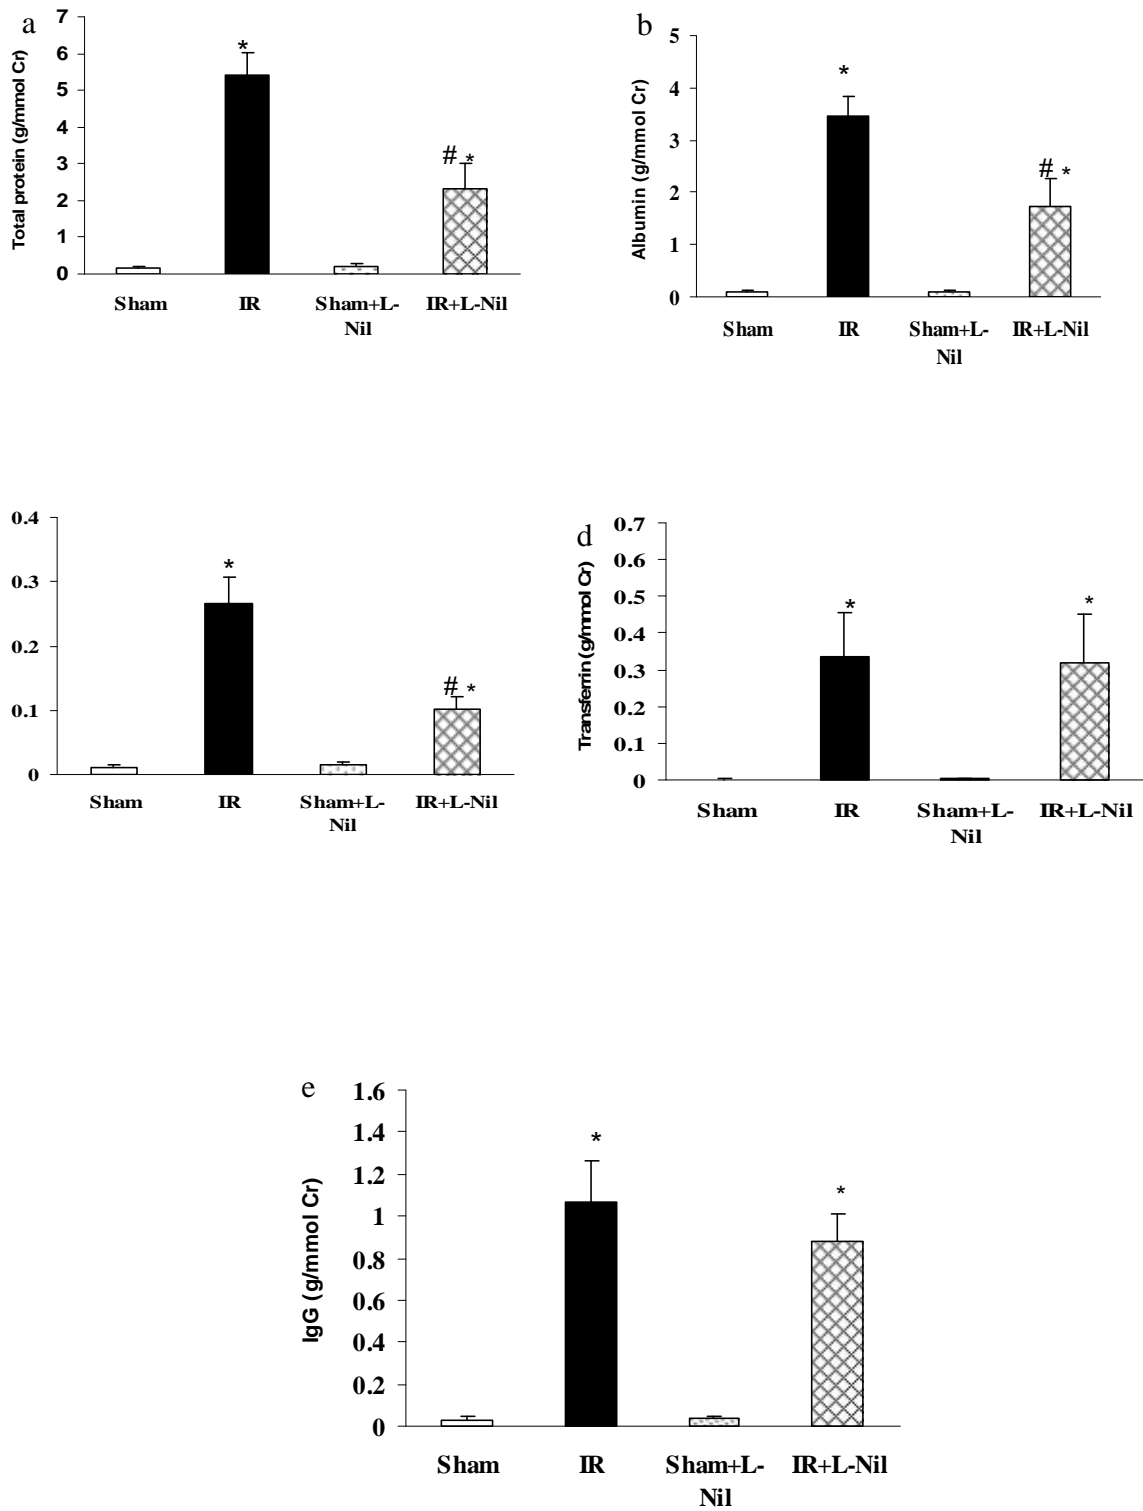 a
Total protein (g/mmol Cr)
7
6
5
4
3
2
1
0
*
# *
Sham
IR
Sham+L-
Nil
IR+L-Nil
b
Albumin (g/mmol Cr)
5
4
3
2
1
0
*
# *
Sham
IR
Sham+L-
Nil
IR+L-Nil
0.4
0.3
0.2
0.1
0
*
# *
Sham
IR
Sham+L-
Nil
IR+L-Nil
d
Transferrin (g/mmol Cr)
0.7
0.6
0.5
0.4
0.3
0.2
0.1
0
*
*
Sham
IR
Sham+L-
Nil
IR+L-Nil
e
IgG (g/mmol Cr)
1.6
1.4
1.2
1
0.8
0.6
0.4
0.2
0
*
*
Sham
IR
Sham+L-
Nil
IR+L-Nil